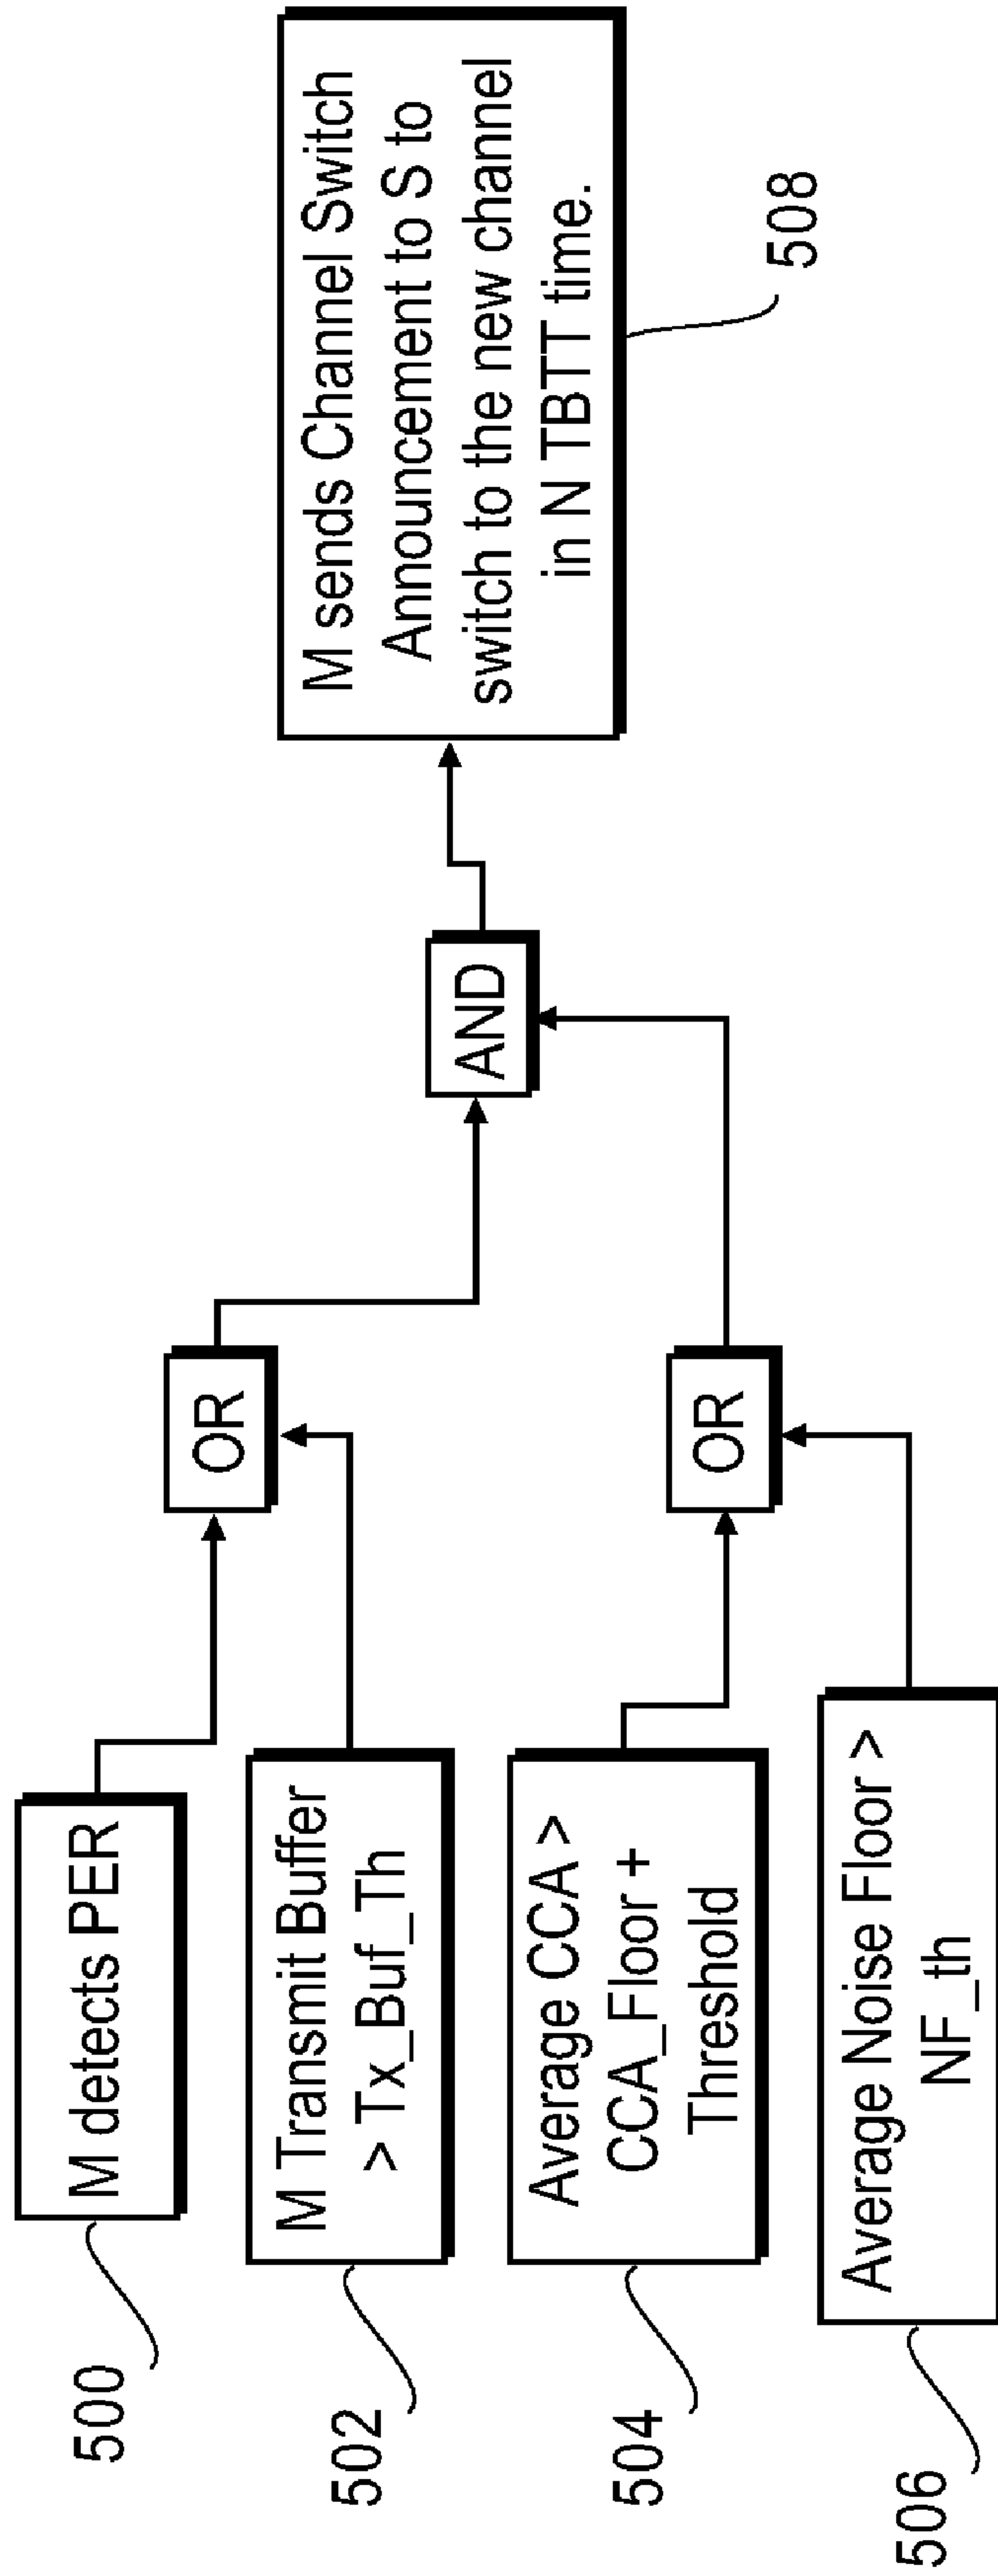 M detects PER
500
M Transmit Buffer
> Tx_Buf_Th
502
OR
Average CCA >
CCA_Floor +
Threshold
504
Average Noise Floor >
NF_th
506
OR
AND
M sends Channel Switch
Announcement to S to
switch to the new channel
in N TBTT time.
508